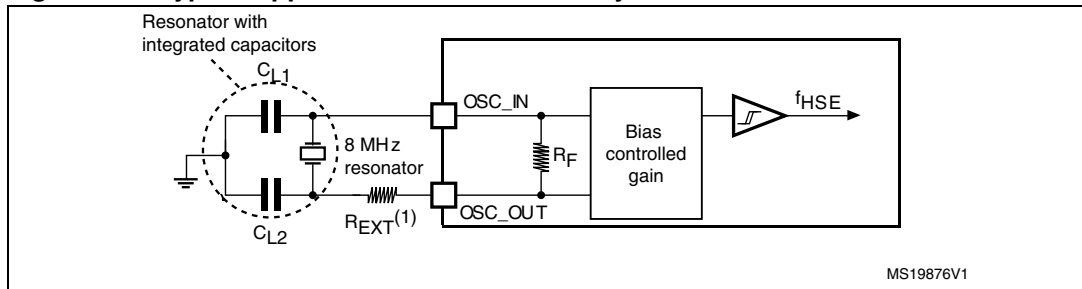 Resonator with
integrated capacitors
CL1
OSC_IN
fHSE
8 MHz
resonator
RF
Bias
controlled
gain
OSC_OUT
REXT(1)
CL2
MS19876V1